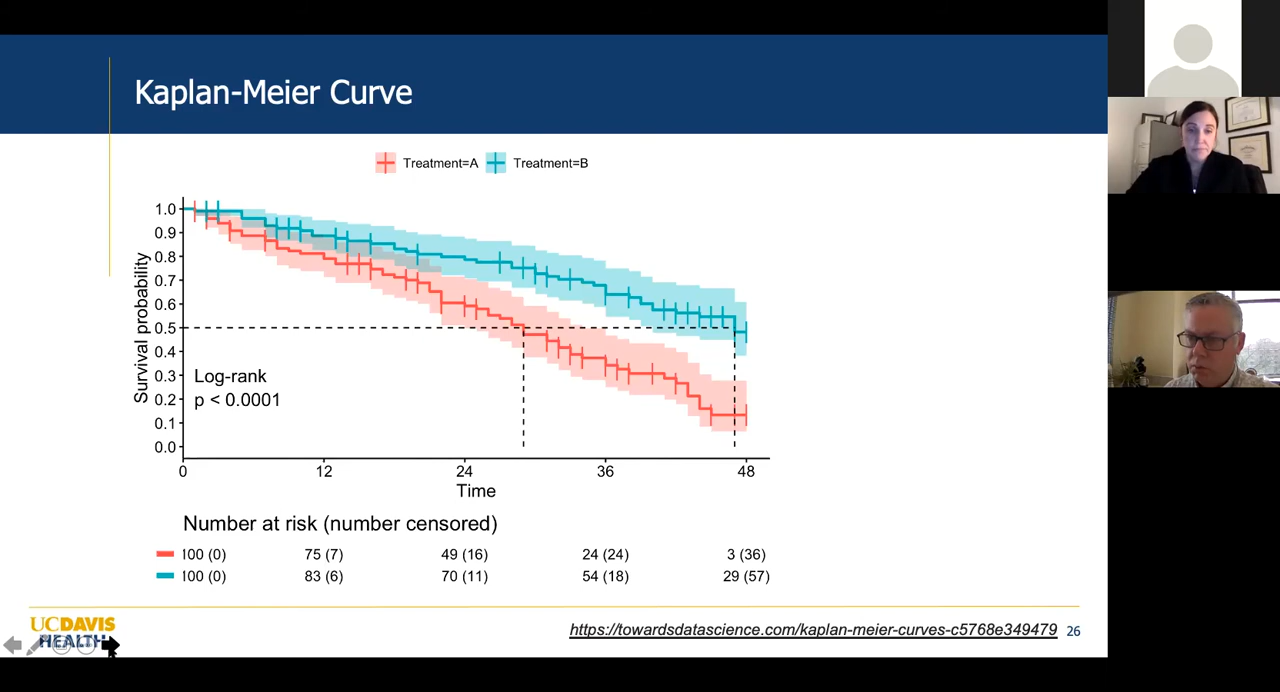 Kaplan-Meier Curve
Treatment=A Treatment=B
Survival probability
1.0
0.9
0.8
0.7
0.6
0.5
0.4
0.3
0.2
0.1
0.0
Log-rank
p < 0.0001
0 12 24 36 48
Time
Number at risk (number censored)
100 (0) 75 (7) 49 (16) 24 (24) 3 (36)
100 (0) 83 (6) 70 (11) 54 (18) 29 (57)
UCDAVIS
HEALTH
https://towardsdatascience.com/kaplan-meier-curves-c5768e349479 26